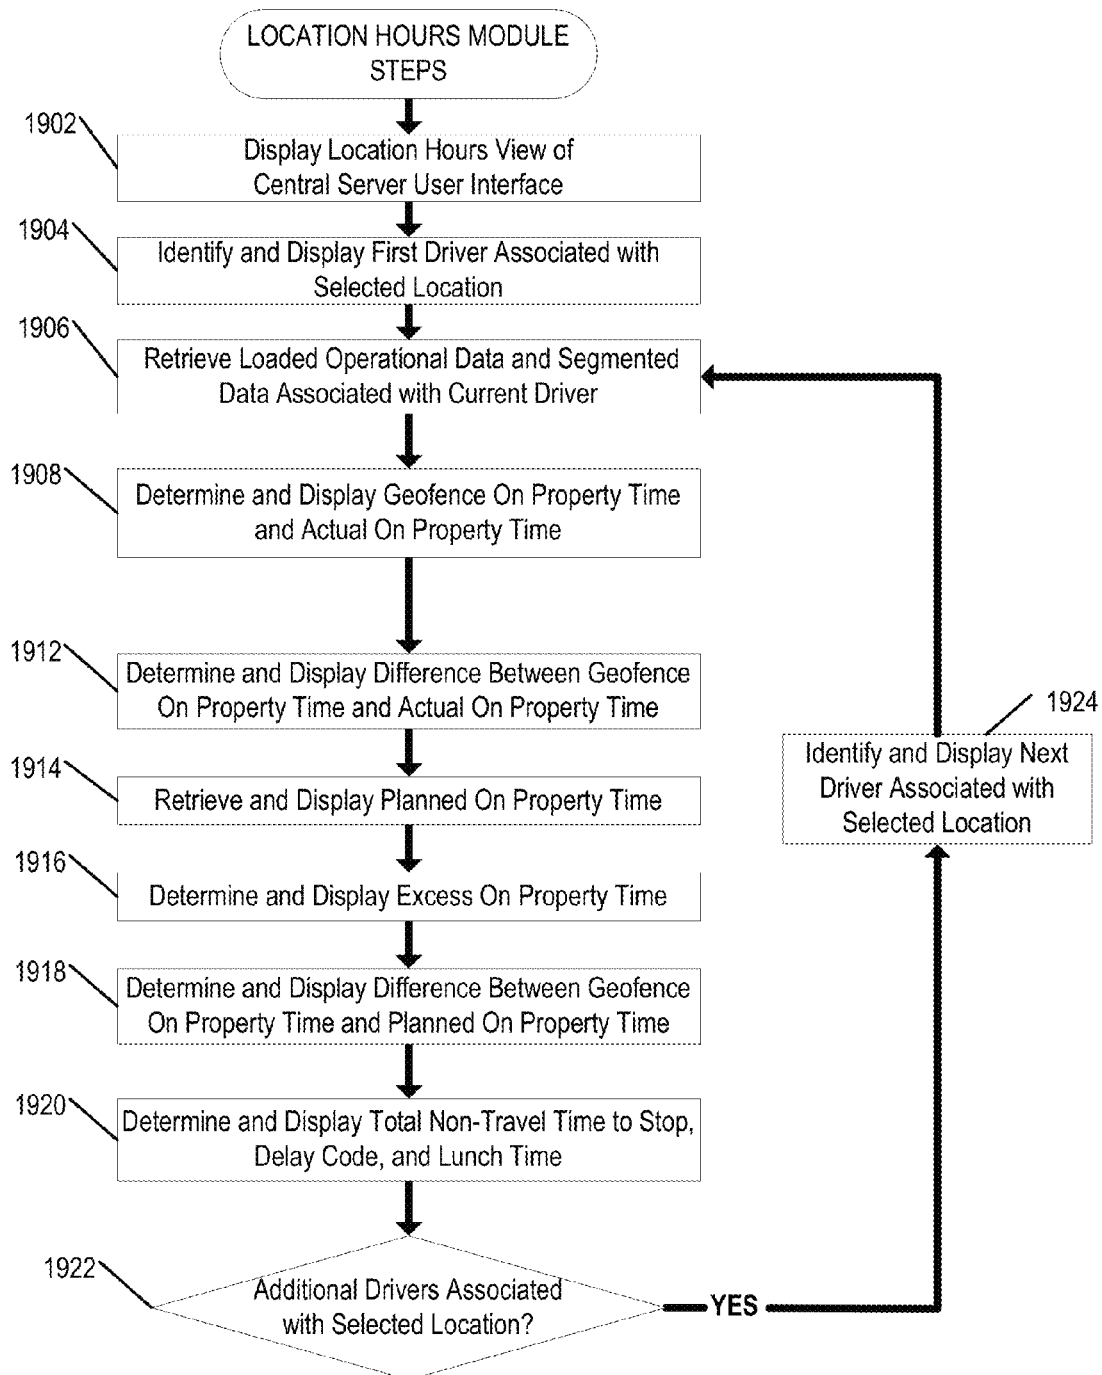 LOCATION HOURS MODULE
STEPS
1902
Display Location Hours View of
Central Server User Interface
1904
Identify and Display First Driver Associated with
Selected Location
1906
Retrieve Loaded Operational Data and Segmented
Data Associated with Current Driver
1908
Determine and Display Geofence On Property Time
and Actual On Property Time
1912
Determine and Display Difference Between Geofence
On Property Time and Actual On Property Time
1914
Retrieve and Display Planned On Property Time
1916
Determine and Display Excess On Property Time
1918
Determine and Display Difference Between Geofence
On Property Time and Planned On Property Time
1920
Determine and Display Total Non-Travel Time to Stop,
Delay Code, and Lunch Time
1922
Additional Drivers Associated
with Selected Location?
YES
1924
Identify and Display Next
Driver Associated with
Selected Location